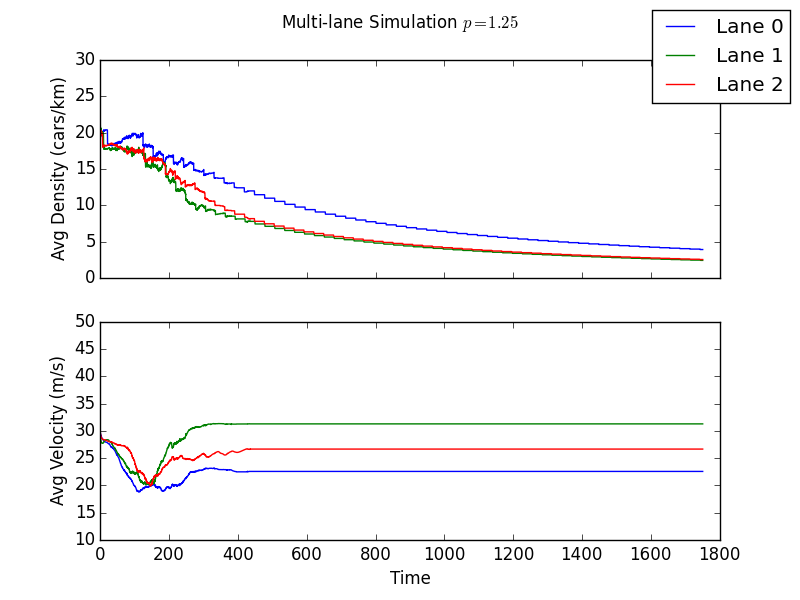 Multi-lane Simulation p=1.25
Lane 0
Lane 1
Lane 2
Avg Density (cars/km)
30
25
20
15
10
5
0
Avg Velocity (m/s)
50
45
40
35
30
25
20
15
10
0 200 400 600 800 1000 1200 1400 1600 1800
Time